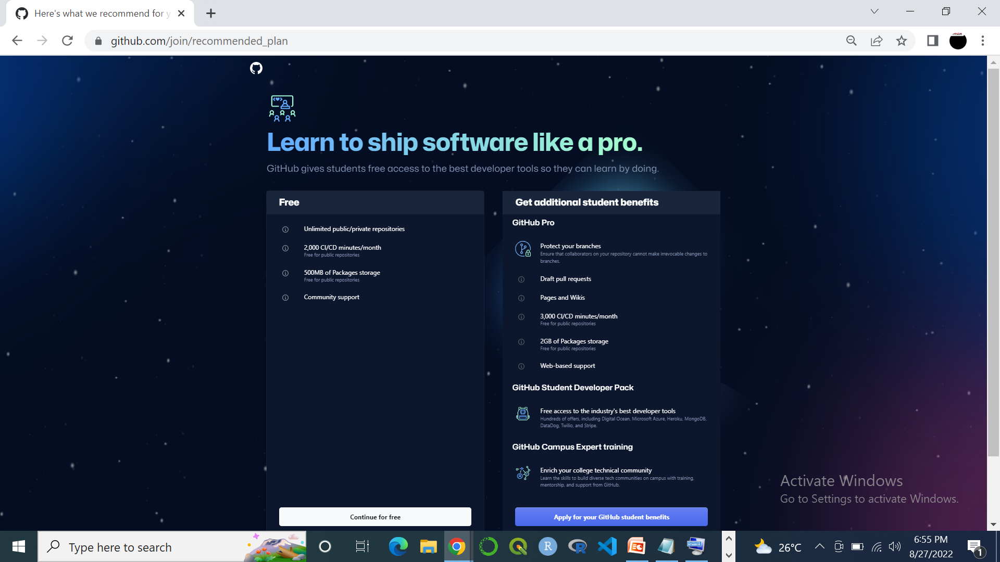 Here's what we recommend for y
github.com/join/recommended_plan
Learn to ship software like a pro.
GitHub gives students free access to the best developer tools so they can learn by doing.
Free
Unlimited public/private repositories
2,000 CI/CD minutes/month
Free for public repositories
500MB of Packages storage
Free for public repositories
Community support
Continue for free
Get additional student benefits
GitHub Pro
Protect your branches
Ensure that collaborators on your repository cannot make irrevocable changes to
branches.
Draft pull requests
Pages and Wikis
3,000 CI/CD minutes/month
Free for public repositories
2GB of Packages storage
Free for public repositories
Web-based support
GitHub Student Developer Pack
Free access to the industry's best developer tools
Hundreds of offers, including Digital Ocean, Microsoft Azure, Heroku, MongoDB,
DataDog, Twilio, and Stripe.
GitHub Campus Expert training
Enrich your college technical community
Learn the skills to build diverse tech communities on campus with training,
mentorship, and support from GitHub.
Apply for your GitHub student benefits
Activate Windows
Go to Settings to activate Windows.
Type here to search
R
R
26°C
6:55 PM
8/27/2022
1